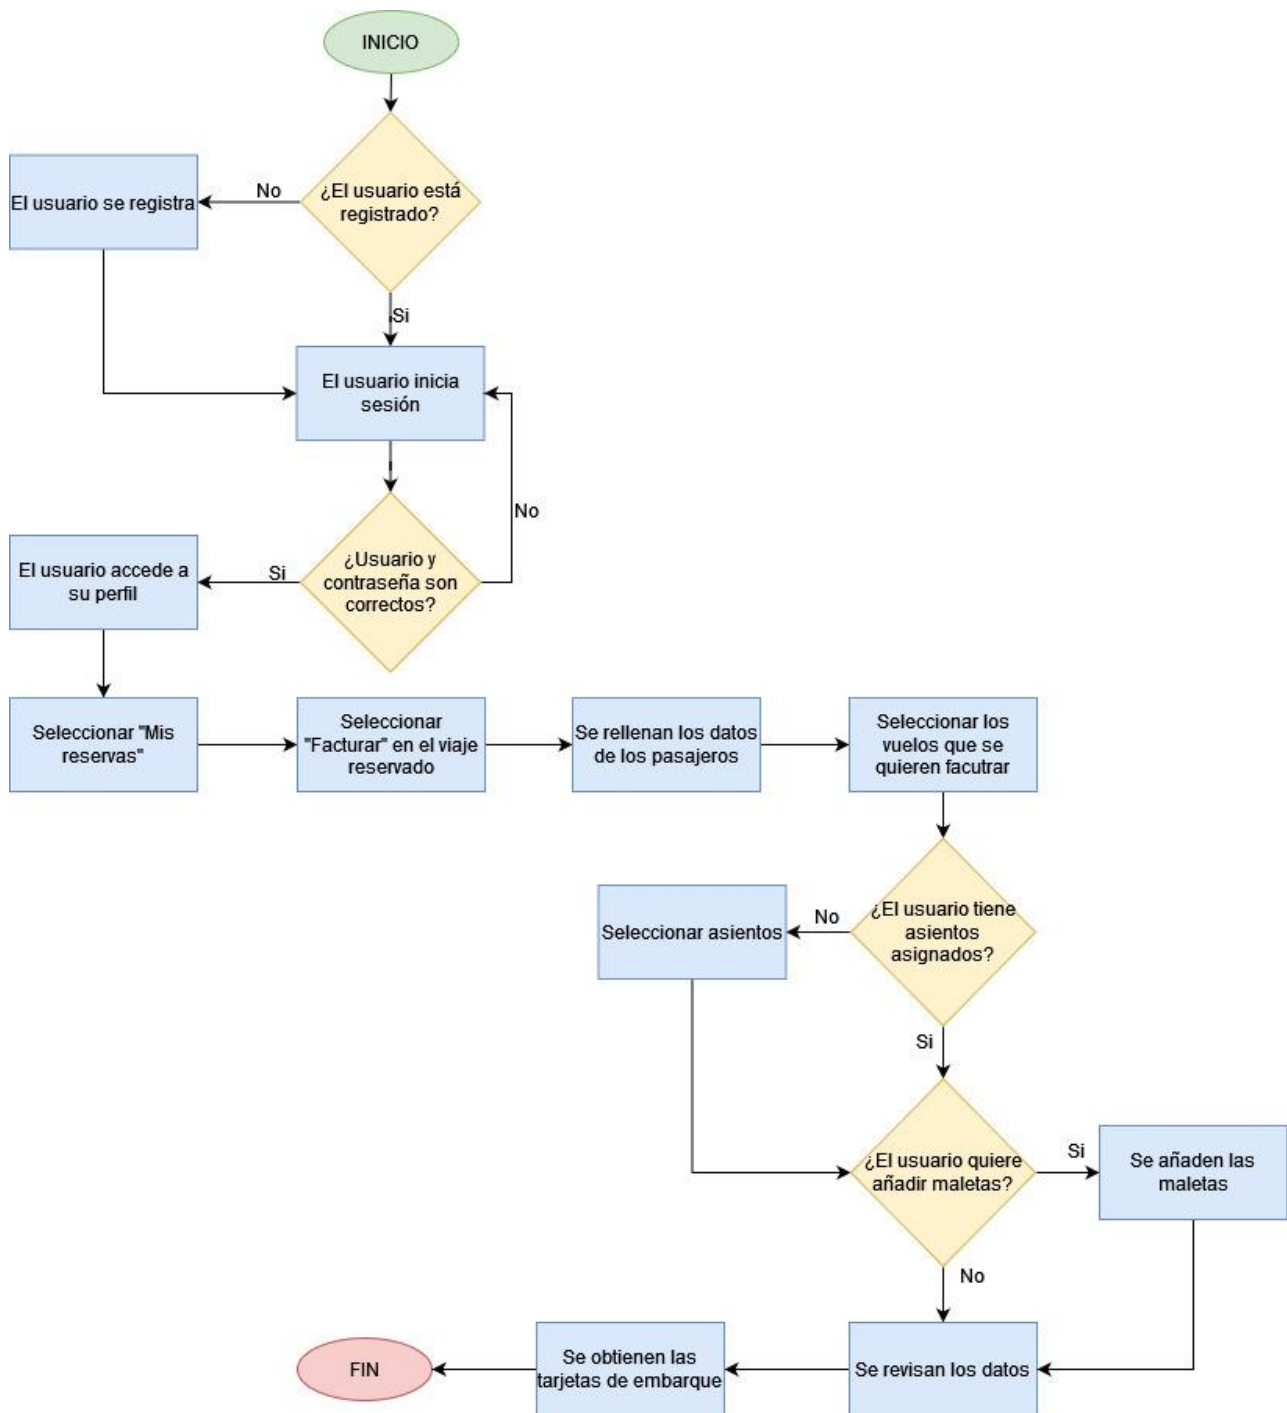 INICIO
¿El usuario está
registrado?
No
El usuario se registra
Si
El usuario inicia
sesión
No
¿Usuario y
contraseña son
correctos?
Si
El usuario accede a
su perfil
Seleccionar "Mis
reservas"
Seleccionar
"Facturar" en el viaje
reservado
Se rellenan los datos
de los pasajeros
Seleccionar los
vuelos que se
quieren facutrar
¿El usuario tiene
asientos
asignados?
No
Seleccionar asientos
Si
¿El usuario quiere
añadir maletas?
Si
Se añaden las
maletas
No
Se revisan los datos
Se obtienen las
tarjetas de embarque
FIN